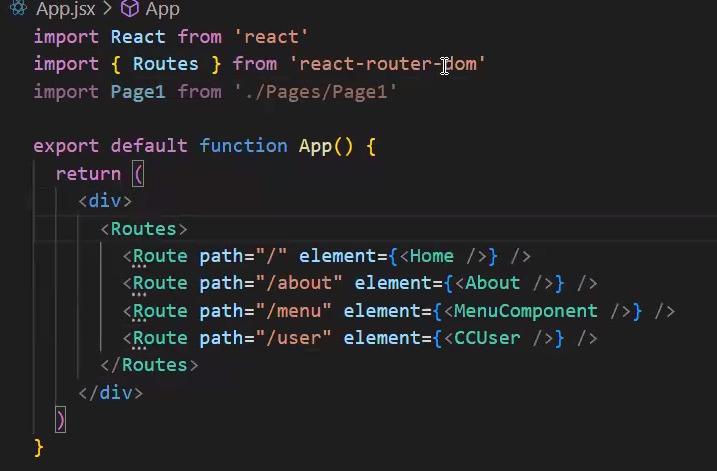 App.jsx > App
import React from 'react'
import { Routes } from 'react-router-dom'
import Page1 from './Pages/Page1'
export default function App() {
return (
<div>
<Routes>
<Route path="/" element={<Home />} />
<Route path="/about" element={<About />} />
<Route path="/menu" element={<MenuComponent />} />
<Route path="/user" element={<CCUser />} />
</Routes>
</div>
)
}